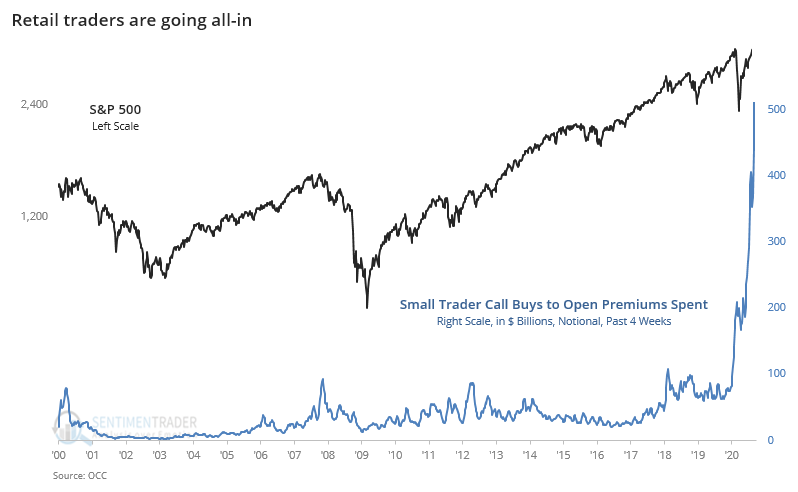 Retail traders are going all-in
S&P 500
Left Scale
2,400
1,200
500
400
300
200
100
0
Small Trader Call Buys to Open Premiums Spent
Right Scale, in $ Billions, Notional, Past 4 Weeks
SENTIMENTRADER
'00 '01 '02 '03 '04 '05 '06 '07 '08 '09 '10 '11 '12 '13 '14 '15 '16 '17 '18 '19 '20
Source: OCC